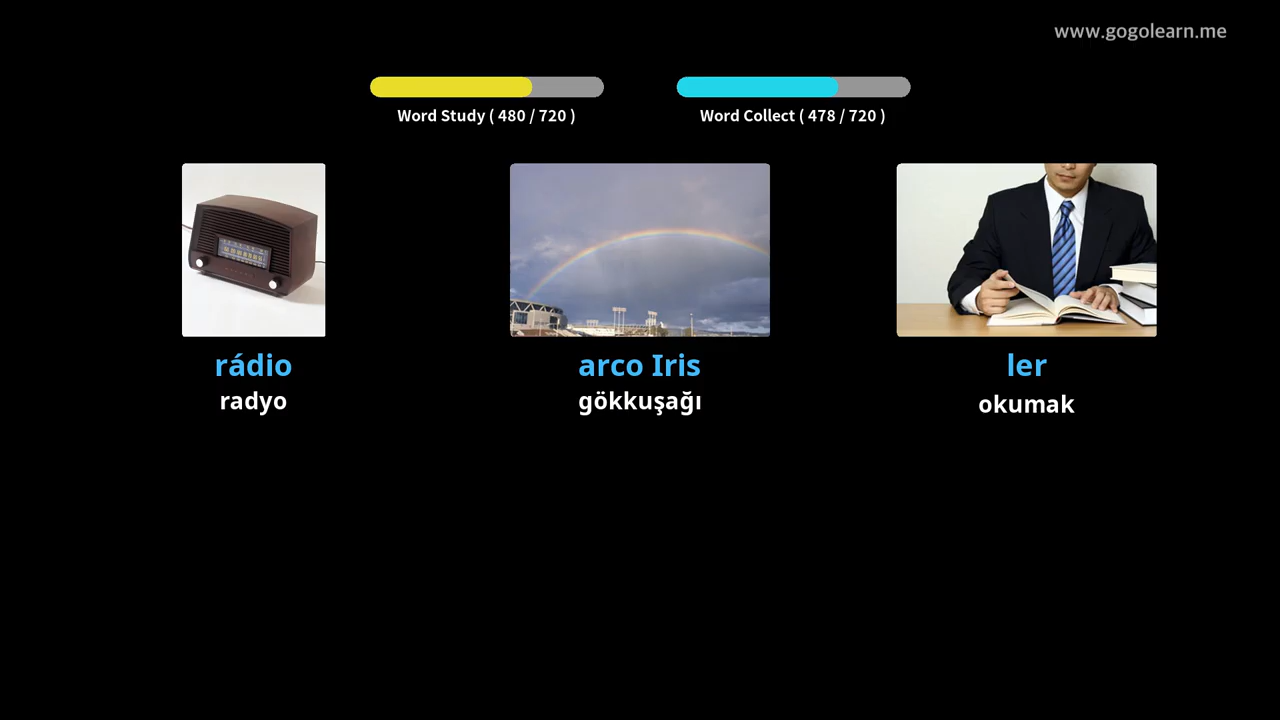 www.gogolearn.me
Word Study ( 480 / 720 )
Word Collect ( 478 / 720 )
rádio
radyo
arco Iris
gökkuşağı
ler
okumak